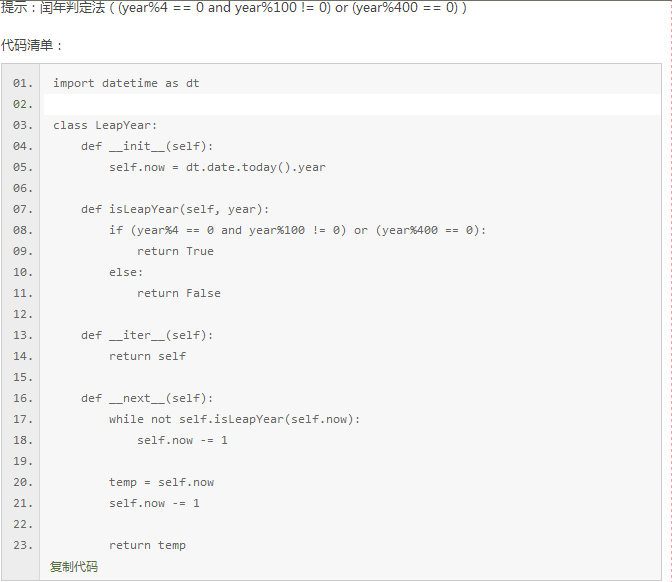 提示：闰年判定法 ( (year%4 == 0 and year%100 != 0) or (year%400 == 0) )
代码清单：
01. import datetime as dt
02.
03. class LeapYear:
04.     def __init__(self):
05.         self.now = dt.date.today().year
06.
07.     def isLeapYear(self, year):
08.         if (year%4 == 0 and year%100 != 0) or (year%400 == 0):
09.             return True
10.         else:
11.             return False
12.
13.     def __iter__(self):
14.         return self
15.
16.     def __next__(self):
17.         while not self.isLeapYear(self.now):
18.             self.now -= 1
19.
20.         temp = self.now
21.         self.now -= 1
22.
23.         return temp
复制代码